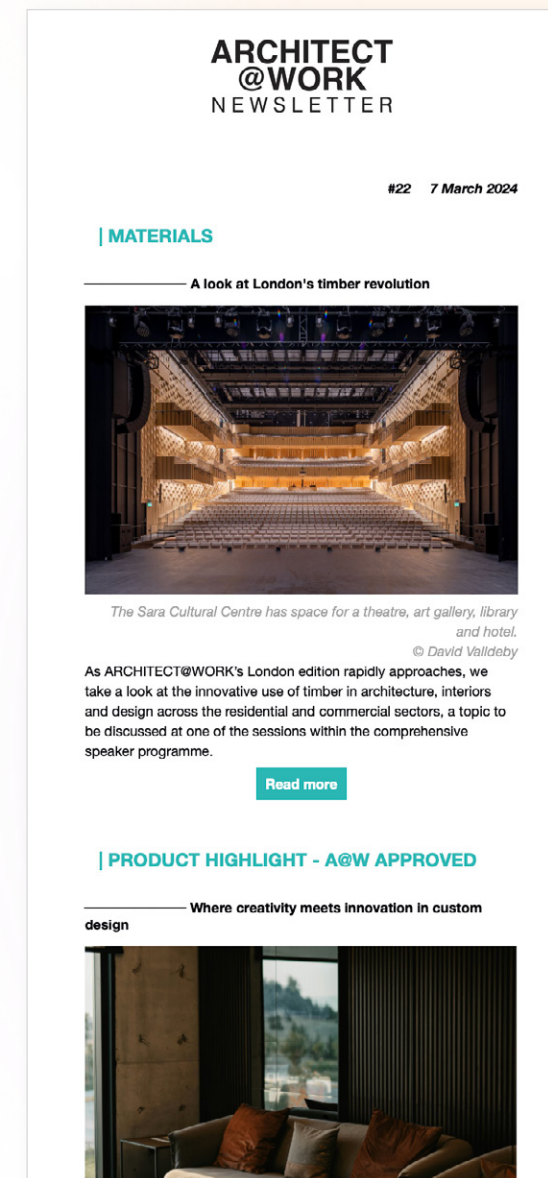 ARCHITECT
@WORK
NEWSLETTER
#22 7 March 2024
| MATERIALS
A look at London's timber revolution
The Sara Cultural Centre has space for a theatre, art gallery, library
and hotel.
© David Valldeby
As ARCHITECT@WORK's London edition rapidly approaches, we
take a look at the innovative use of timber in architecture, interiors
and design across the residential and commercial sectors, a topic to
be discussed at one of the sessions within the comprehensive
speaker programme.
Read more
| PRODUCT HIGHLIGHT - A@W APPROVED
Where creativity meets innovation in custom
design